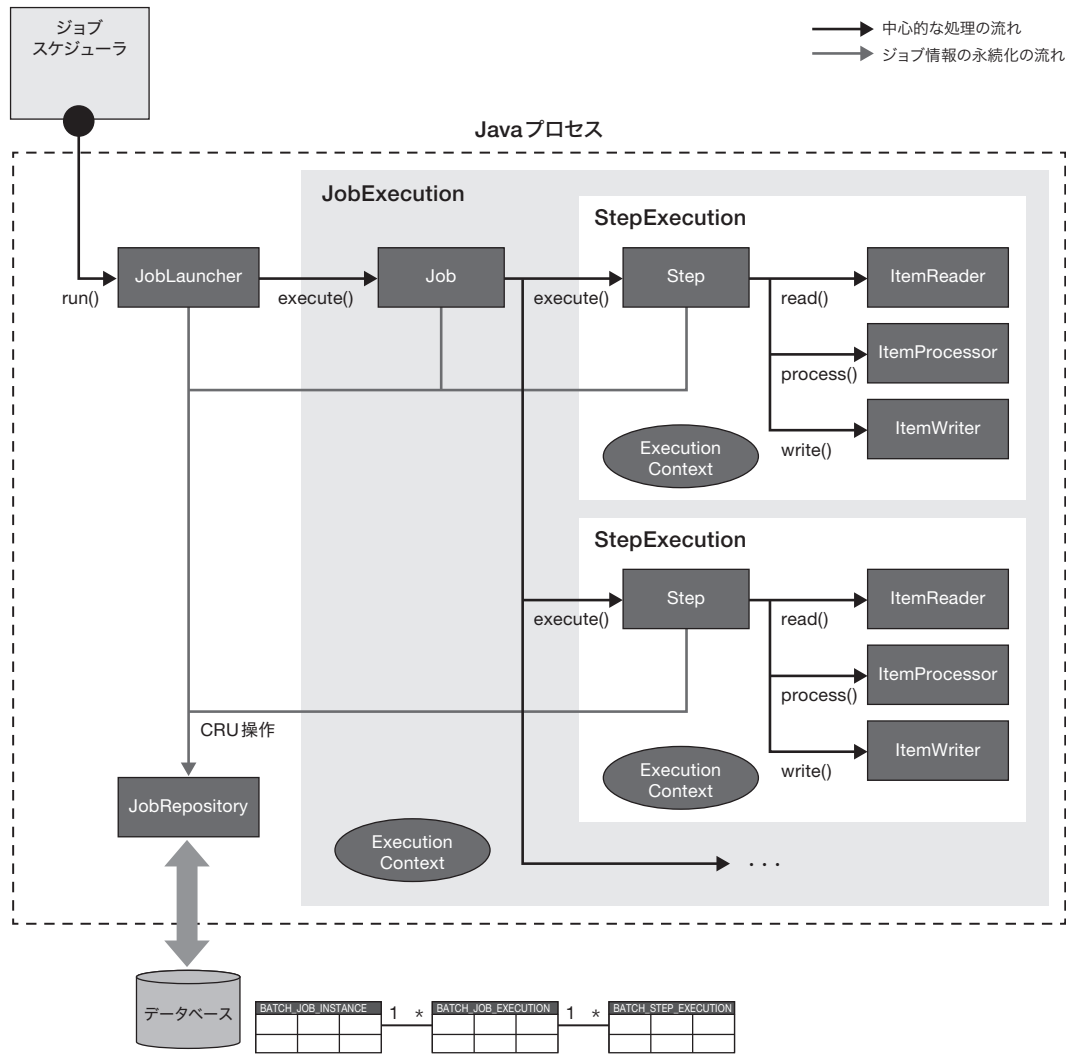 ジョブ
スケジューラ
中心的な処理の流れ
ジョブ情報の永続化の流れ
Javaプロセス
JobExecution
StepExecution
JobLauncher
Job
Step
ItemReader
run()
execute()
execute()
read()
ItemProcessor
process()
ItemWriter
write()
Execution
Context
StepExecution
Step
ItemReader
execute()
read()
ItemProcessor
process()
ItemWriter
write()
Execution
Context
CRU操作
JobRepository
Execution
Context
・・・
データベース
BATCH_JOB_INSTANCE
1 *
BATCH_JOB_EXECUTION
1 *
BATCH_STEP_EXECUTION